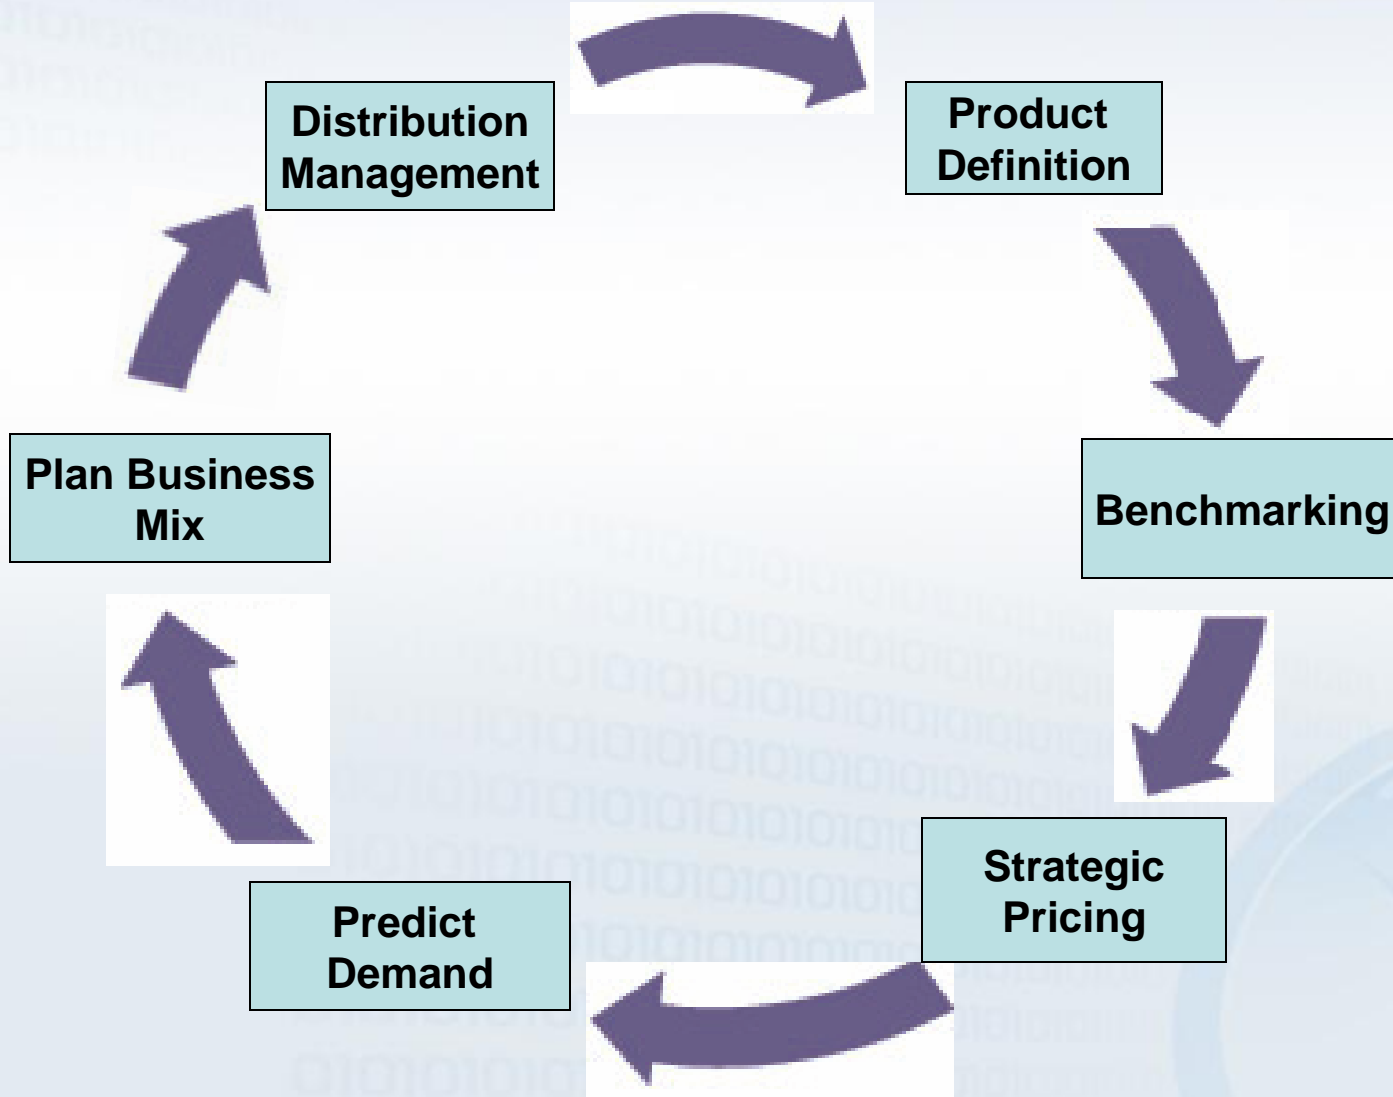 Distribution
Management
Product
Definition
Benchmarking
Strategic
Pricing
Predict
Demand
Plan Business
Mix